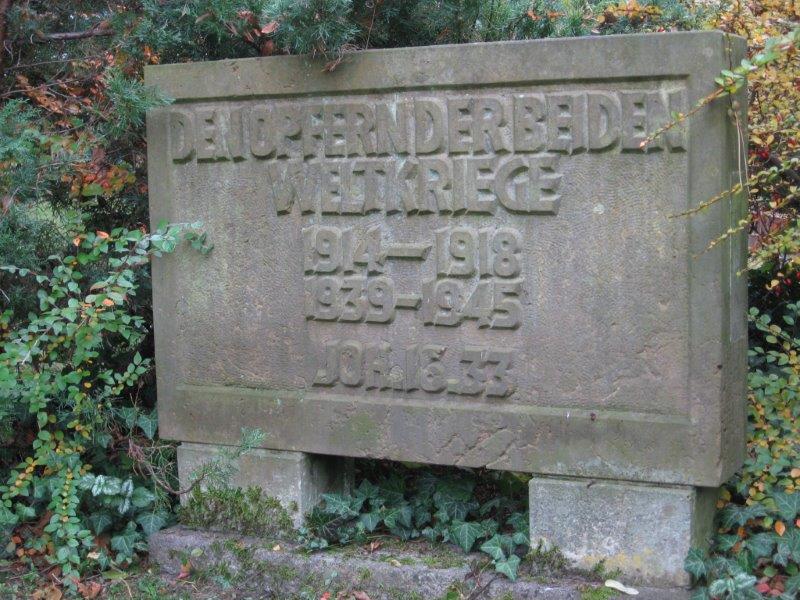 DEN OPFERN DER BEIDEN
WELTKRIEGE
1914-1918
1939-1945
JOH. 16.33